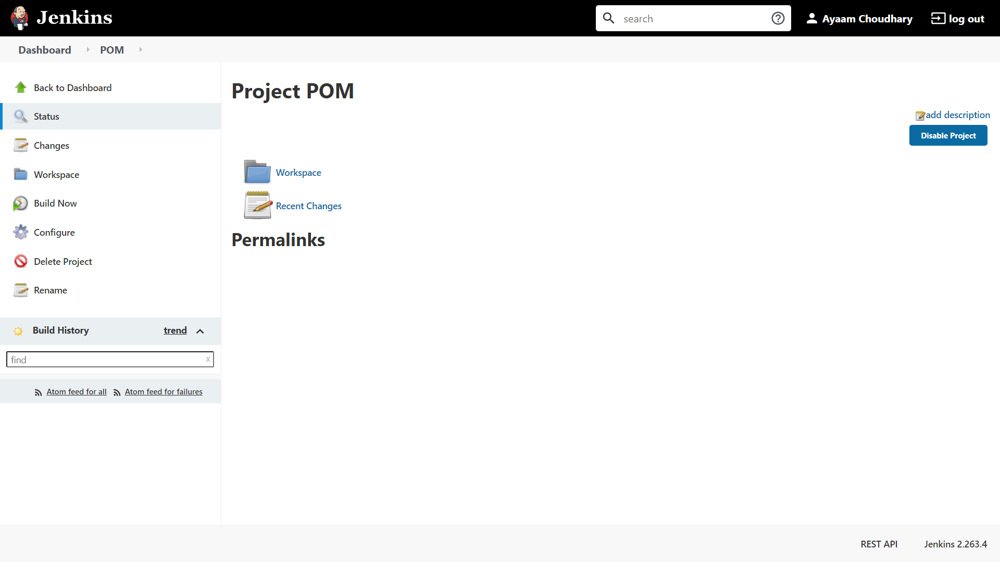 Jenkins
search
Ayaam Choudhary
log out
Dashboard
POM
Back to Dashboard
Status
Changes
Workspace
Build Now
Configure
Delete Project
Rename
Build History
trend
find
x
Atom feed for all
Atom feed for failures
Project POM
add description
Disable Project
Workspace
Recent Changes
Permalinks
REST API
Jenkins 2.263.4